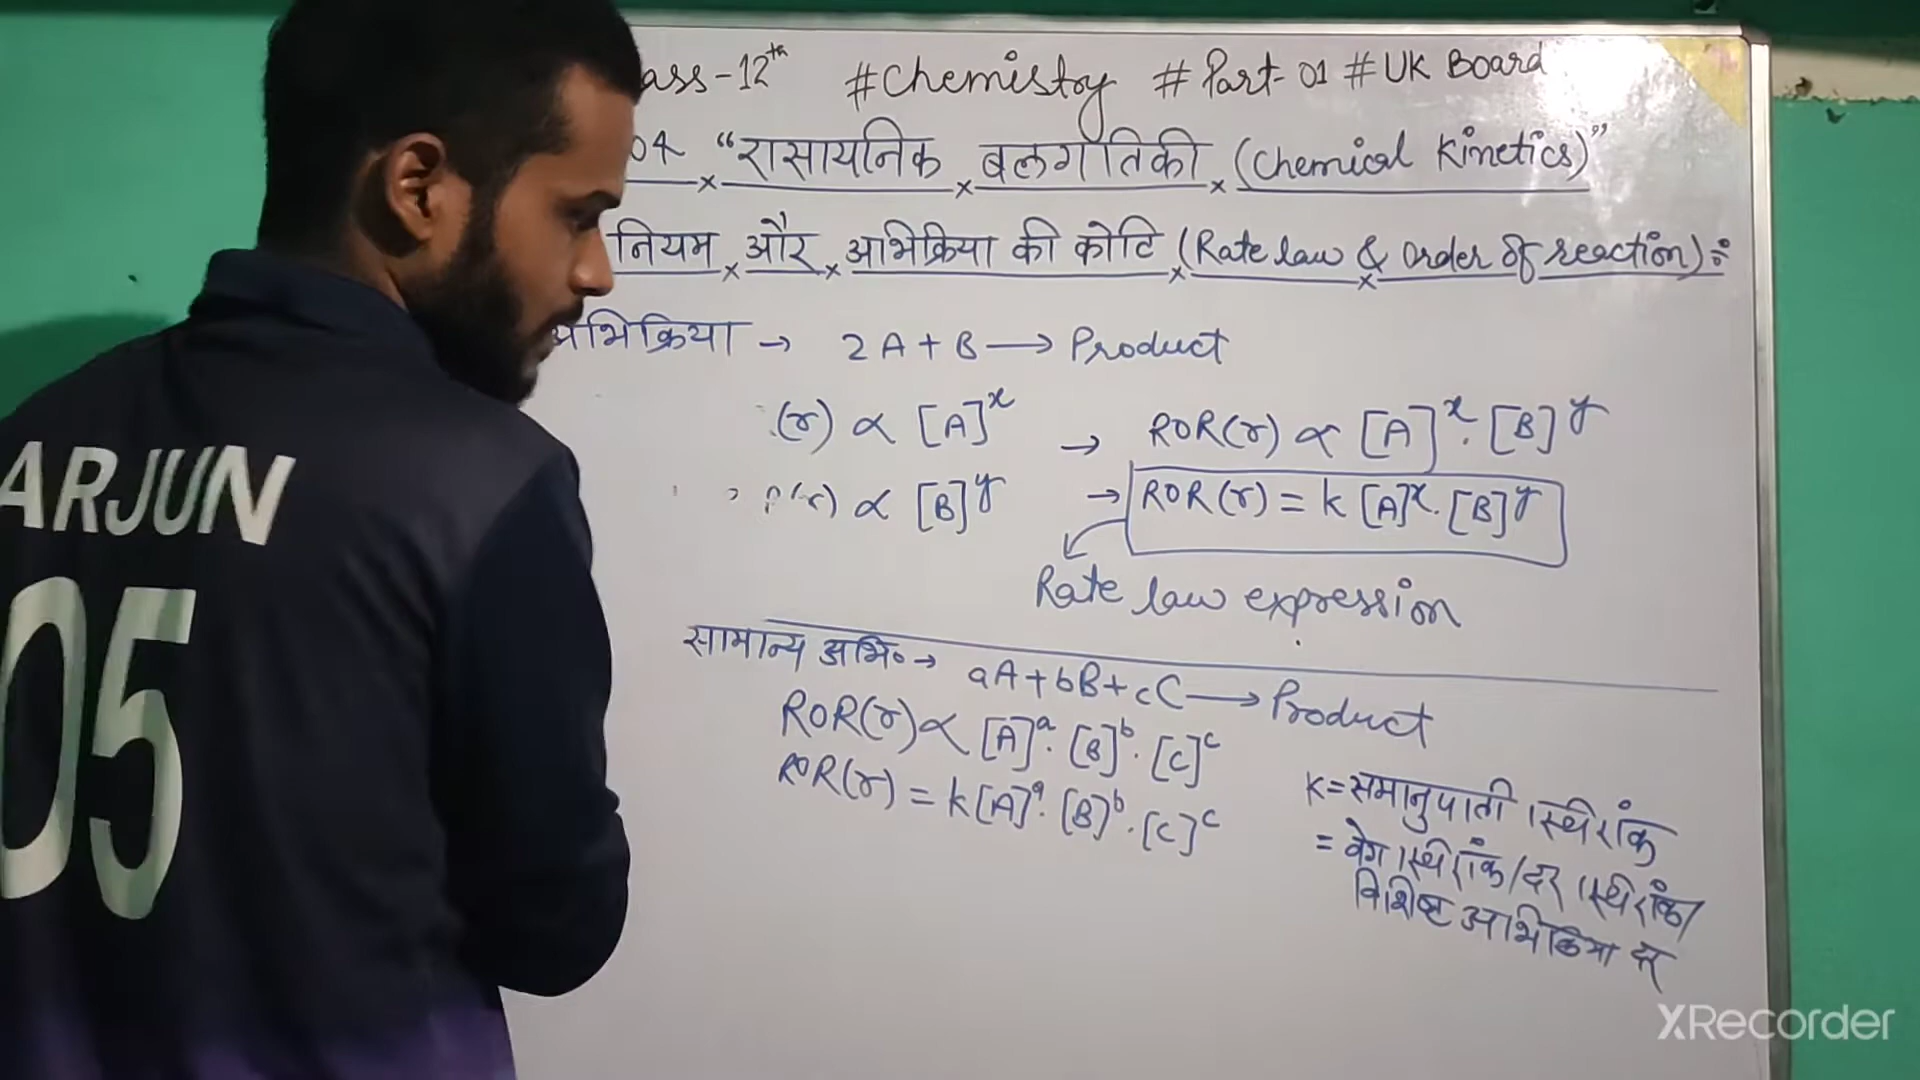 ass-12th #Chemistry #Part-01 #UK Board
04 "रासायनिक बलगतिकी (Chemical Kinetics)"
नियम और अभिक्रिया की कोटि (Rate law & order of reaction):
अभिक्रिया → 2A+B → Product
(r) ∝ [A]^x → ROR(r) ∝ [A]^x.[B]^y
(r) ∝ [B]^y → ROR(r) = k[A]^x.[B]^y
Rate law expression
सामान्य अभि० → aA+bB+cC → Product
ROR(r) ∝ [A]^a.[B]^b.[C]^c
ROR(r) = k[A]^a.[B]^b.[C]^c
k=समानुपाती स्थिरांक
= वेग स्थिरांक/दर स्थिरांक/
विशिष्ट अभिक्रिया दर
ARJUN
05
XRecorder